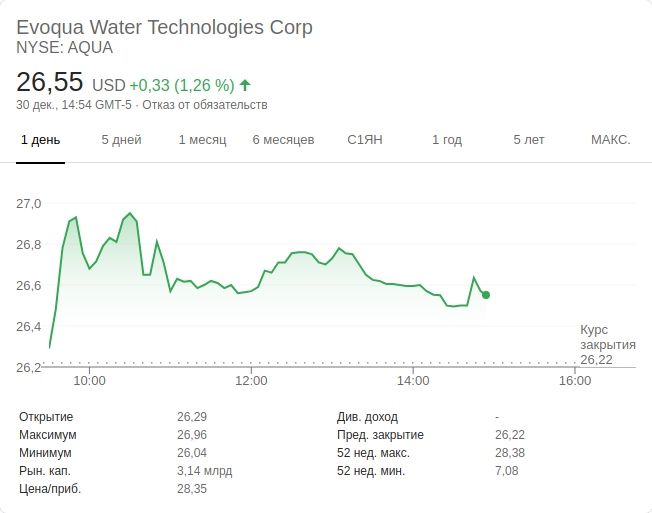 Evoqua Water Technologies Corp
NYSE: AQUA
26,55 USD +0,33 (1,26 %)
30 дек., 14:54 GMT-5 · Отказ от обязательств
1 день 5 дней 1 месяц 6 месяцев С1ЯН 1 год 5 лет МАКС.
27,0
26,8
26,6
26,4
26,2
Курс
закрытия
26,22
10:00 12:00 14:00 16:00
Открытие 26,29 Див. доход -
Максимум 26,96 Пред. закрытие 26,22
Минимум 26,04 52 нед. макс. 28,38
Рын. кап. 3,14 млрд 52 нед. мин. 7,08
Цена/приб. 28,35